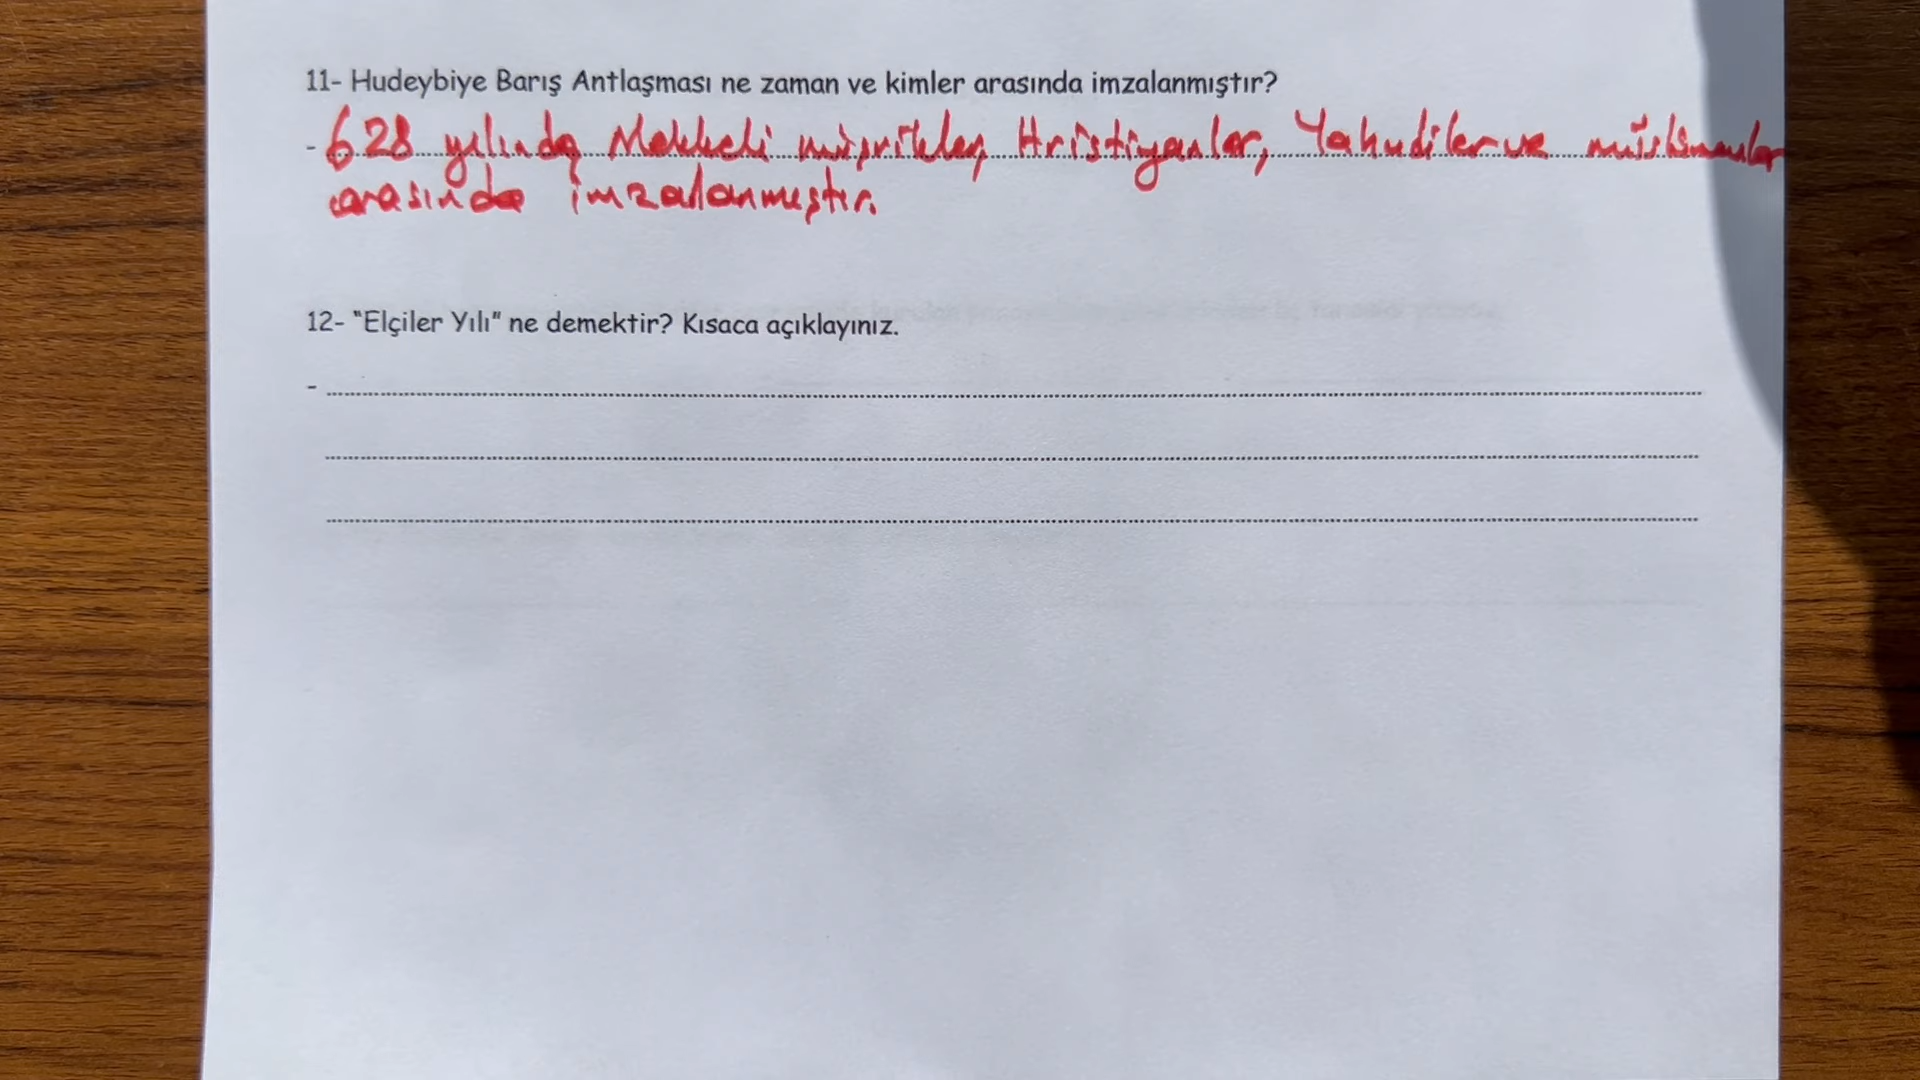 11- Hudeybiye Barış Antlaşması ne zaman ve kimler arasında imzalanmıştır?
- 628 yılında Mekkeli müşrikler, Hristiyanlar, Yahudiler ve müslümanlar
arasında imzalanmıştır.
12- "Elçiler Yılı" ne demektir? Kısaca açıklayınız.
-